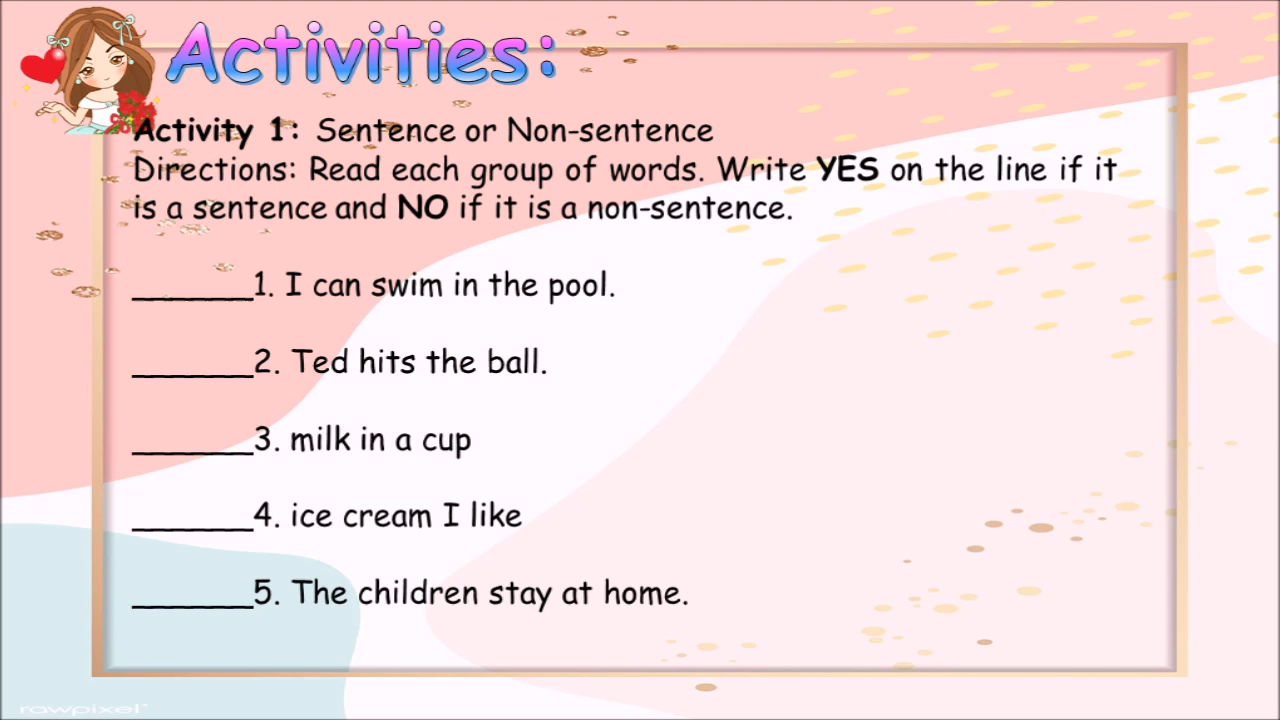 Activities:
Activity 1: Sentence or Non-sentence
Directions: Read each group of words. Write YES on the line if it
is a sentence and NO if it is a non-sentence.
_______1. I can swim in the pool.
_______2. Ted hits the ball.
_______3. milk in a cup
_______4. ice cream I like
_______5. The children stay at home.
rawpixel